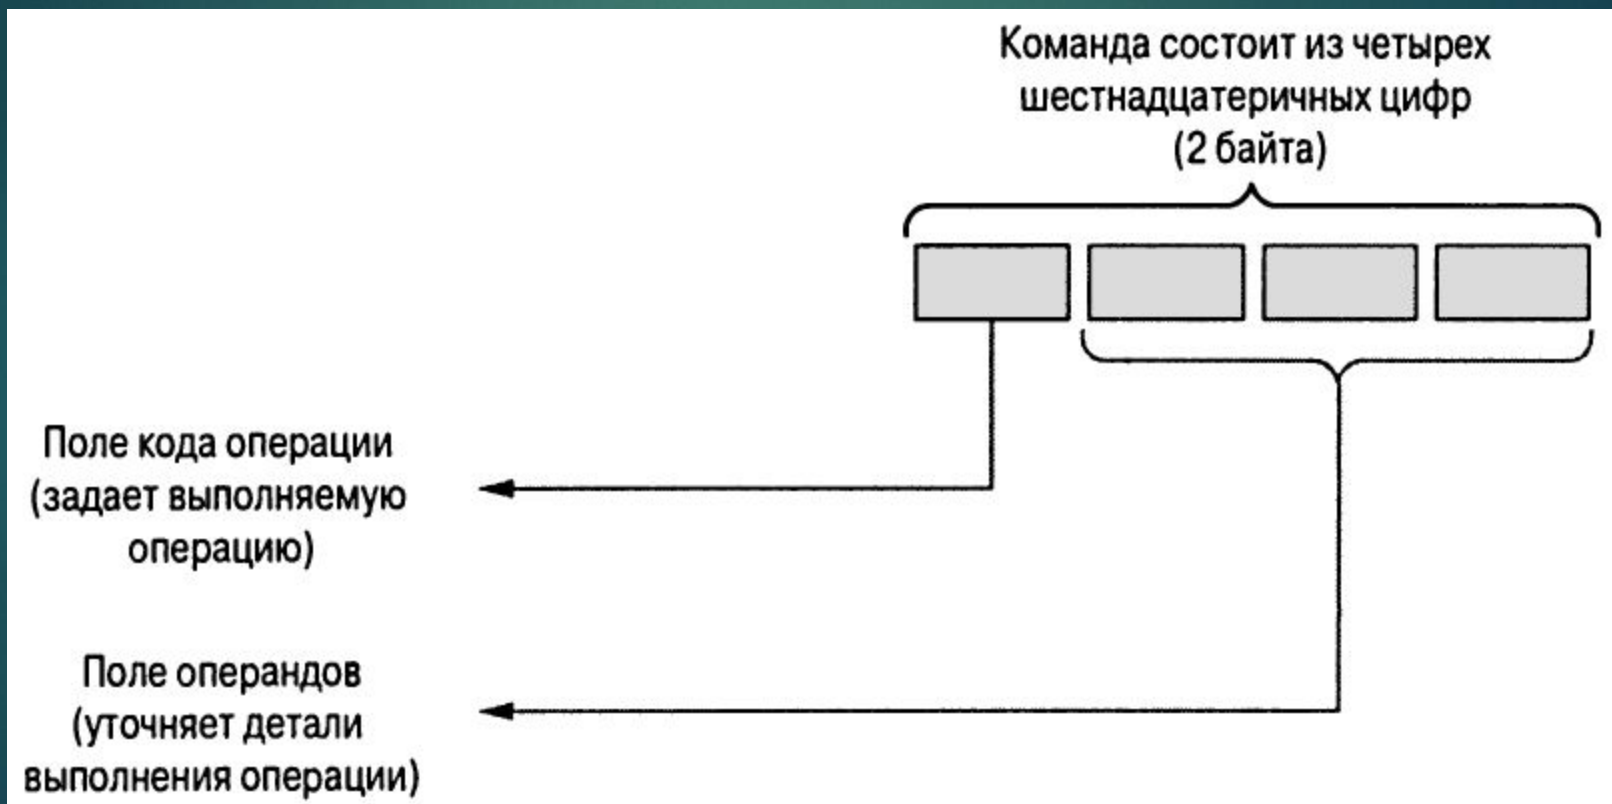 Команда состоит из четырех
шестнадцатеричных цифр
(2 байта)
Поле кода операции
(задает выполняемую
операцию)
Поле операндов
(уточняет детали
выполнения операции)